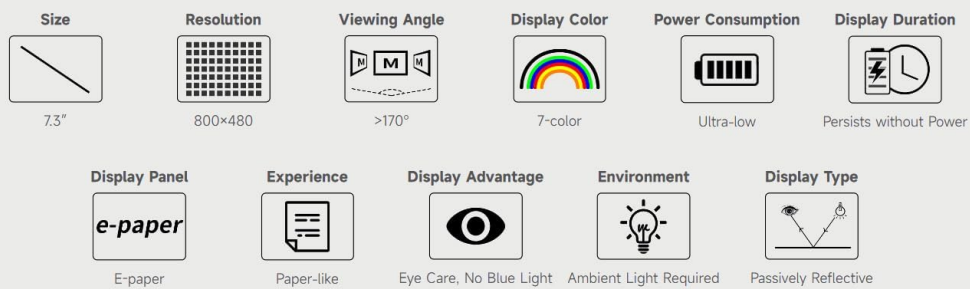 Size Resolution Viewing Angle Display Color Power Consumption Display Duration
M M M
7.3″ 800×480 >170° 7-color Ultra-low Persists without Power
Display Panel Experience Display Advantage Environment Display Type
e-paper
E-paper Paper-like Eye Care, No Blue Light Ambient Light Required Passively Reflective